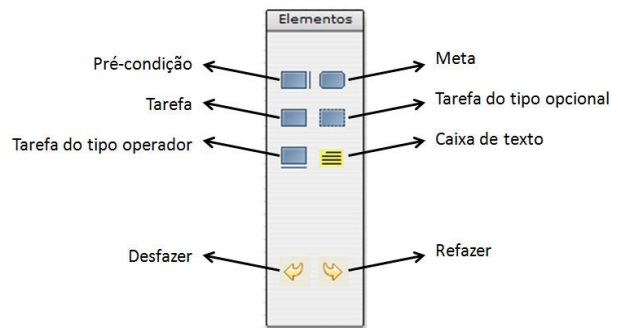 Elementos
Pré-condição
Meta
Tarefa
Tarefa do tipo opcional
Tarefa do tipo operador
Caixa de texto
Desfazer
Refazer